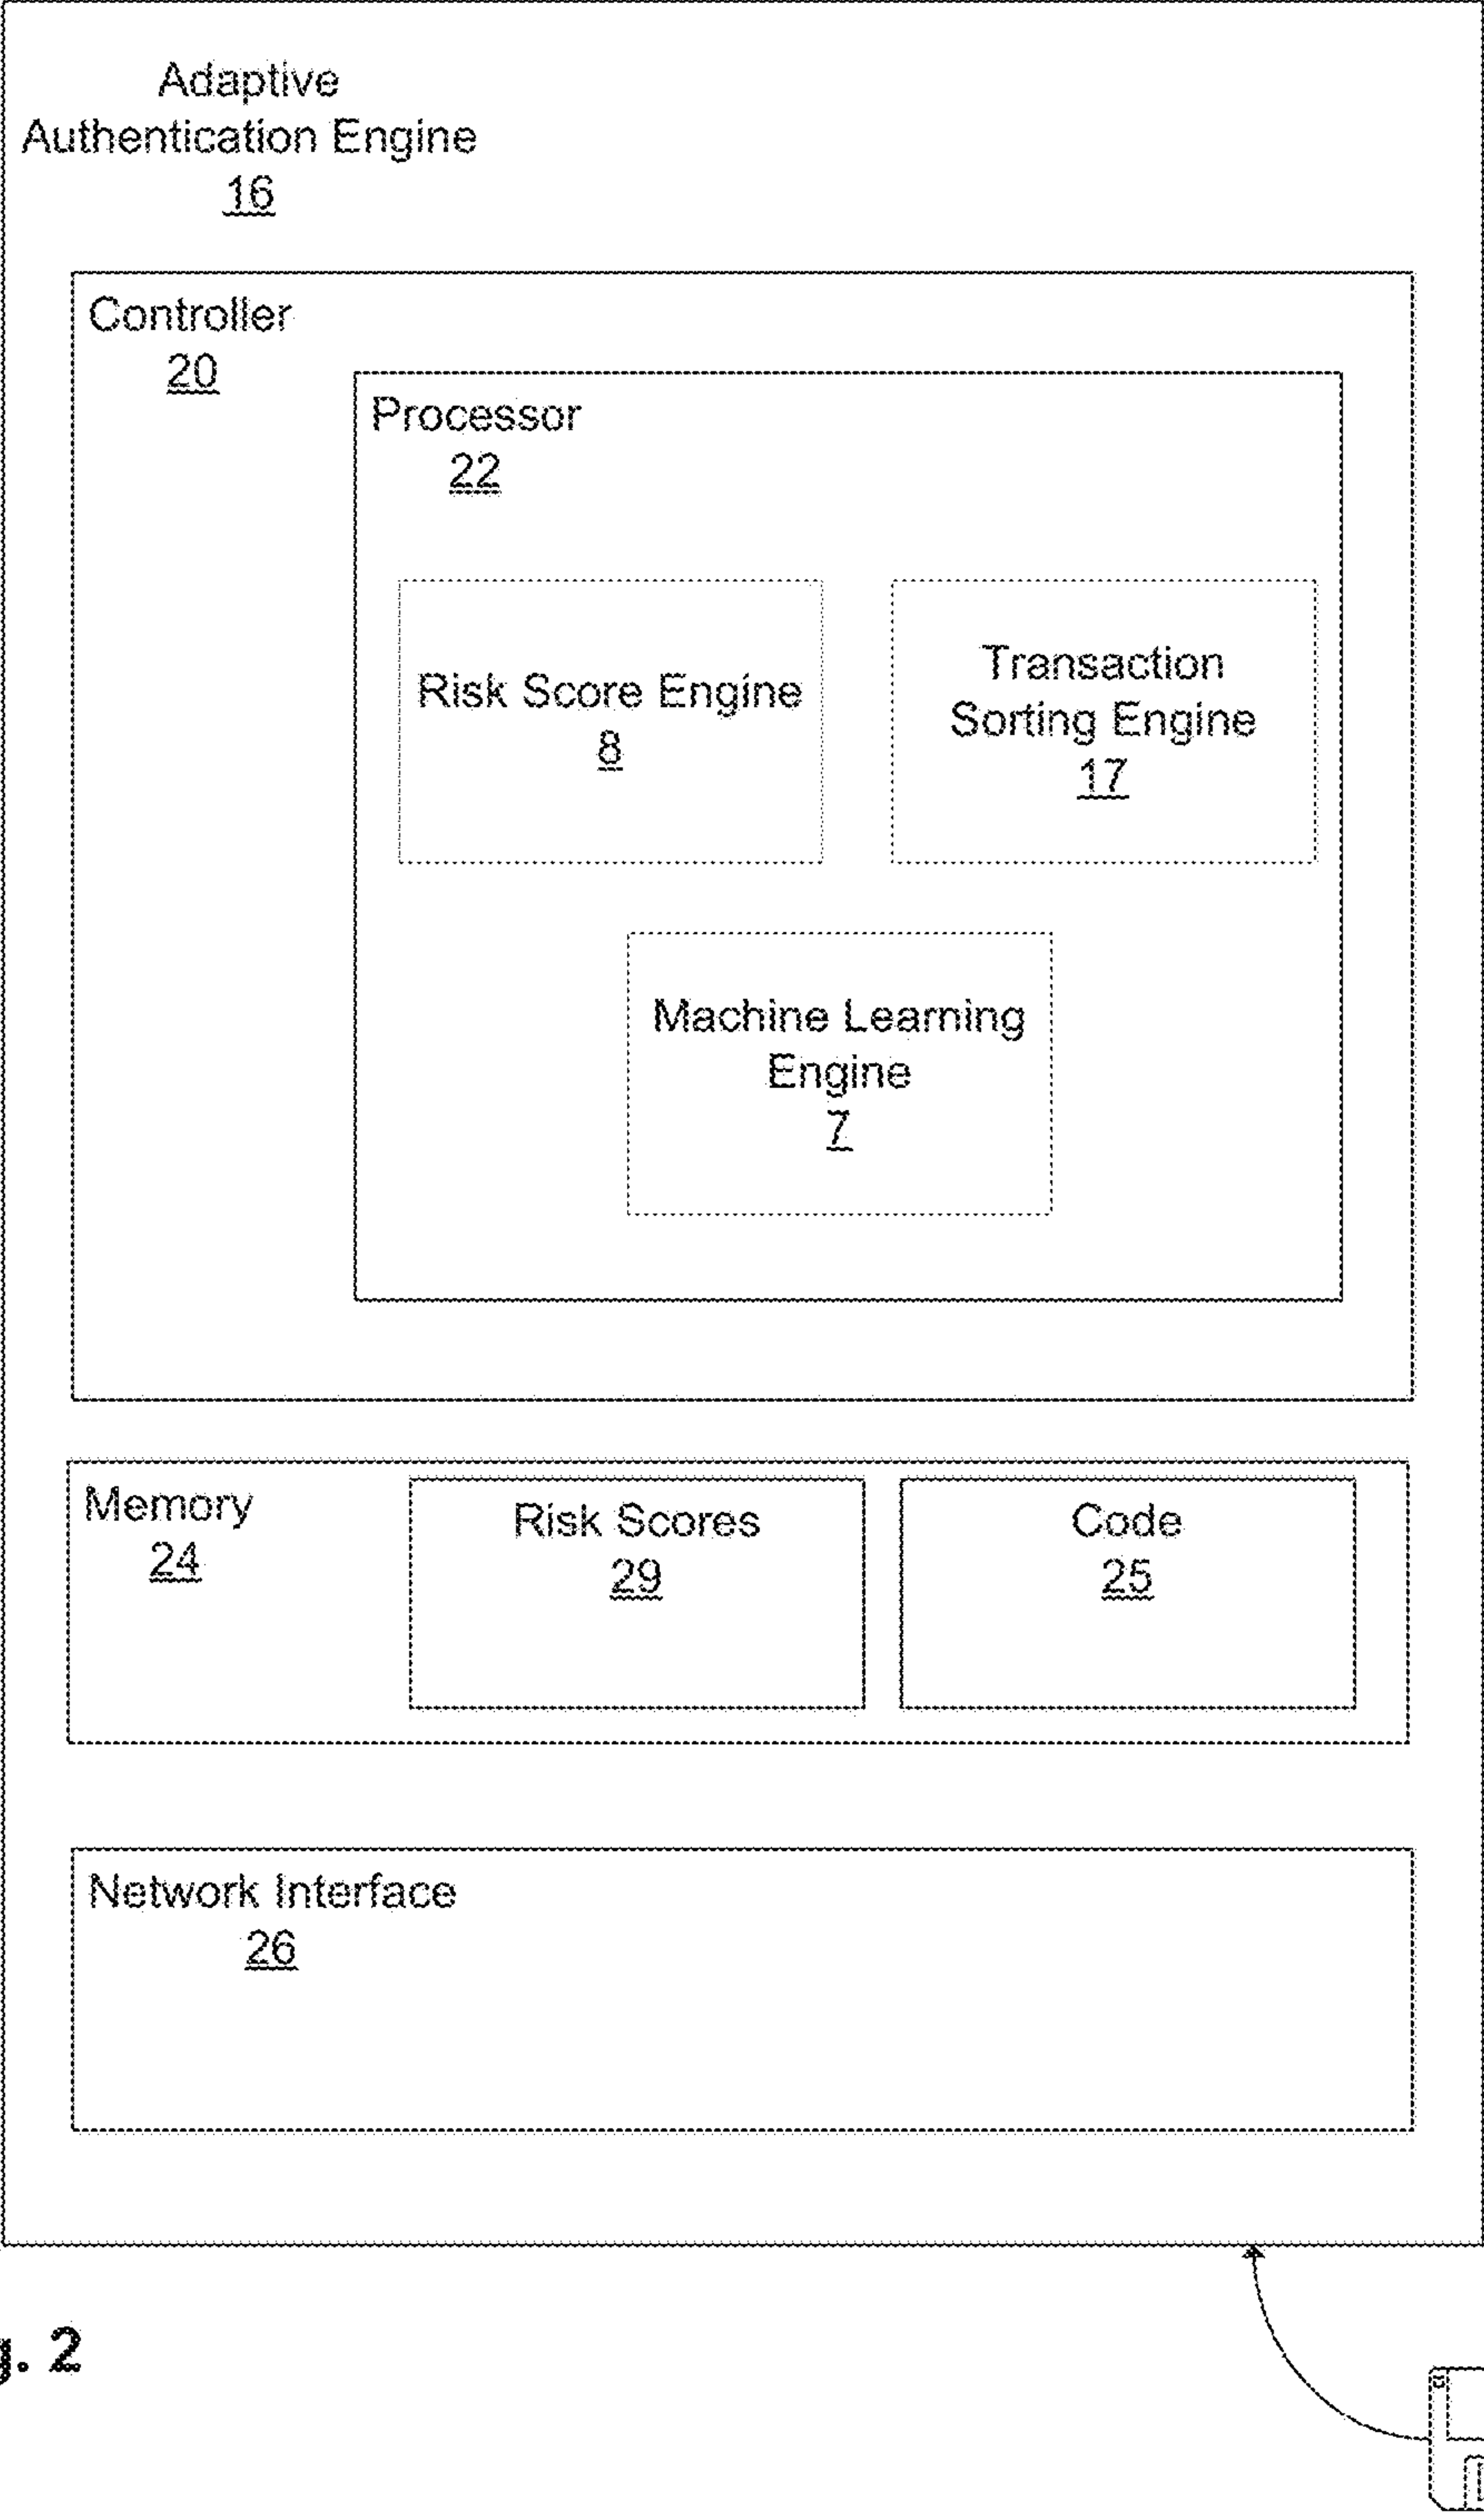 Adaptive
Authentication Engine
16
Controller
20
Processor
22
Risk Score Engine
8
Transaction
Sorting Engine
17
Machine Learning
Engine
7
Memory
24
Risk Scores
29
Code
25
Network Interface
26
g. 2